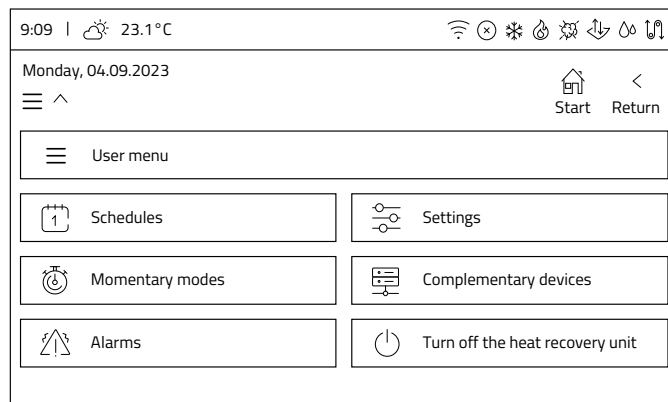 9:09 | 23.1°C
Monday, 04.09.2023
Start Return
User menu
1 Schedules
Settings
Momentary modes
Complementary devices
Alarms
Turn off the heat recovery unit